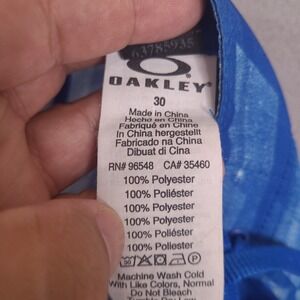 OAKLEY
30
Made in China
Hecho en China
Fabriqué en Chine
In China hergestellt
Fabricado na China
Dibuat di Cina
RN# 96548 CA# 35460
100% Polyester
100% Poliéster
100% Polyester
100% Polyester
100% Poliéster
100% Polyester
Machine Wash Cold
With Like Colors, Normal
Do Not Bleach